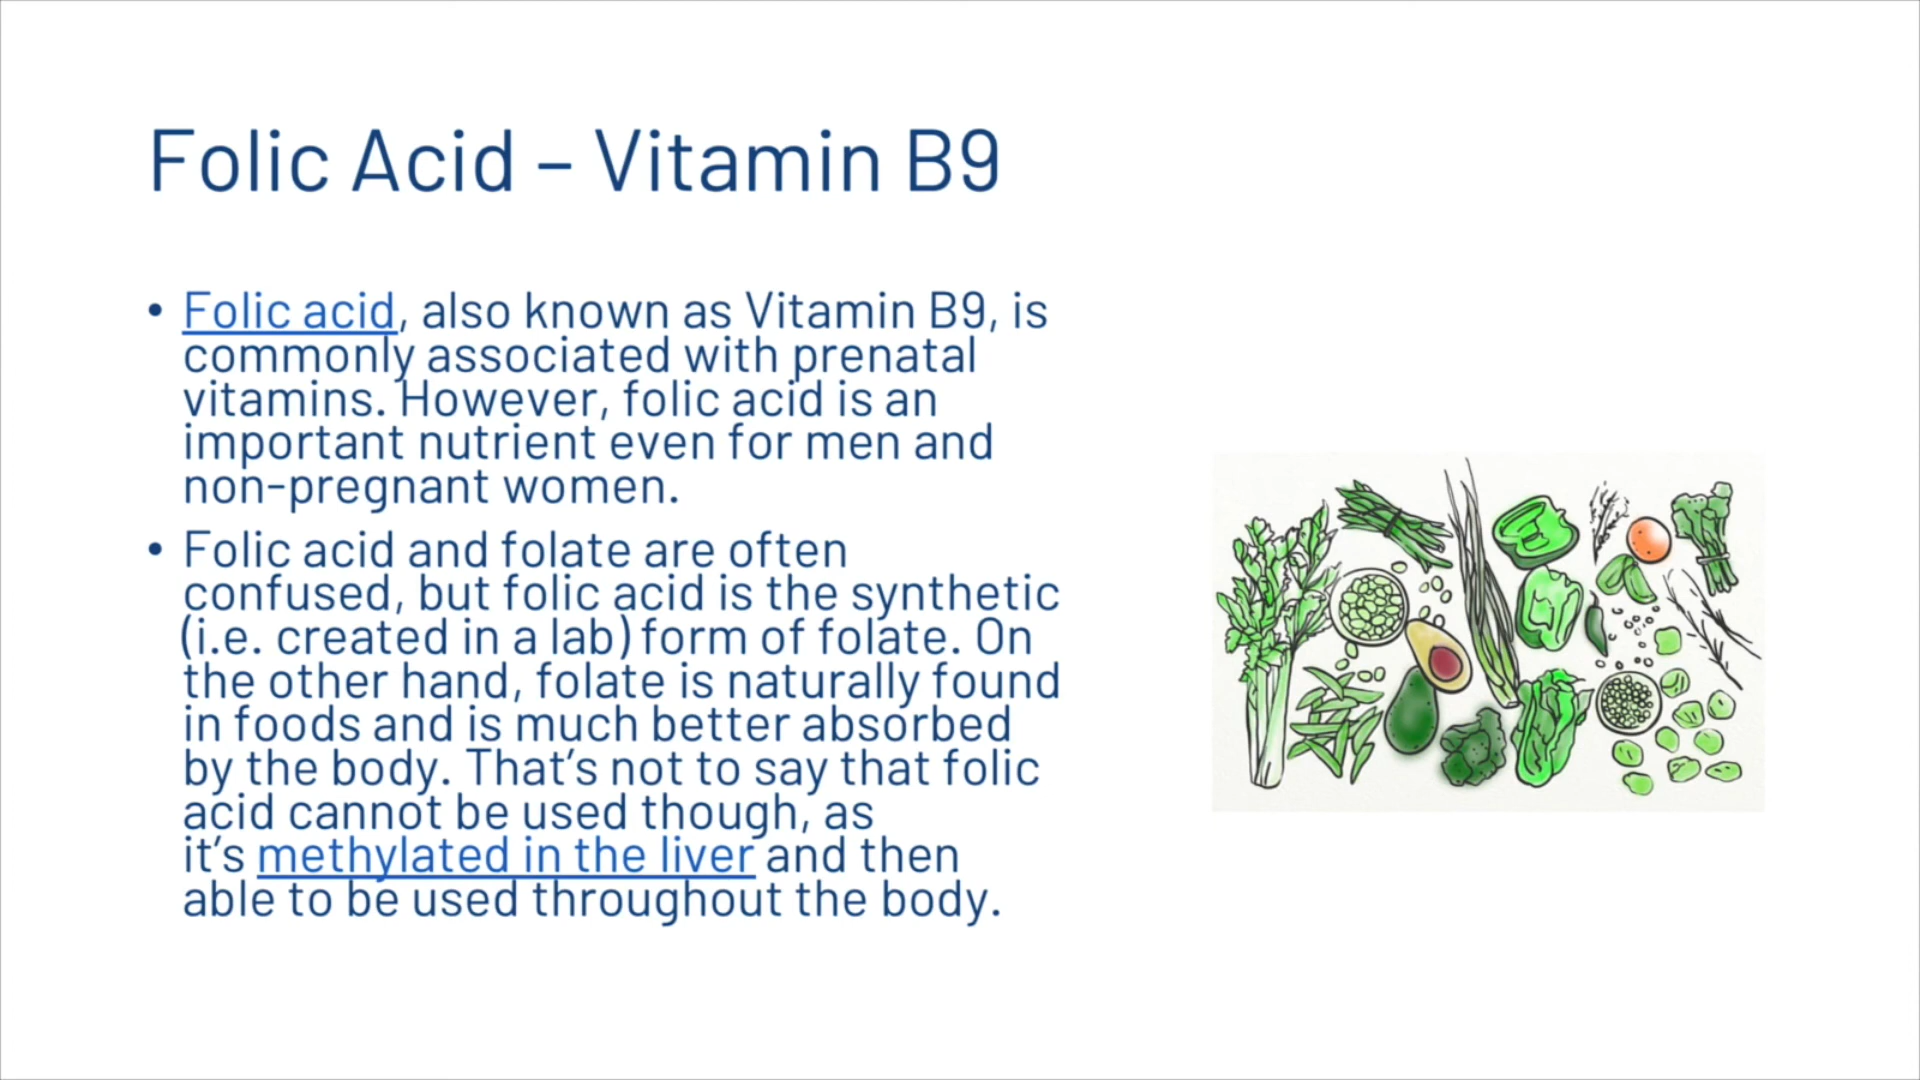 Folic Acid – Vitamin B9
• Folic acid, also known as Vitamin B9, is
commonly associated with prenatal
vitamins. However, folic acid is an
important nutrient even for men and
non-pregnant women.
• Folic acid and folate are often
confused, but folic acid is the synthetic
(i.e. created in a lab) form of folate. On
the other hand, folate is naturally found
in foods and is much better absorbed
by the body. That’s not to say that folic
acid cannot be used though, as
it’s methylated in the liver and then
able to be used throughout the body.